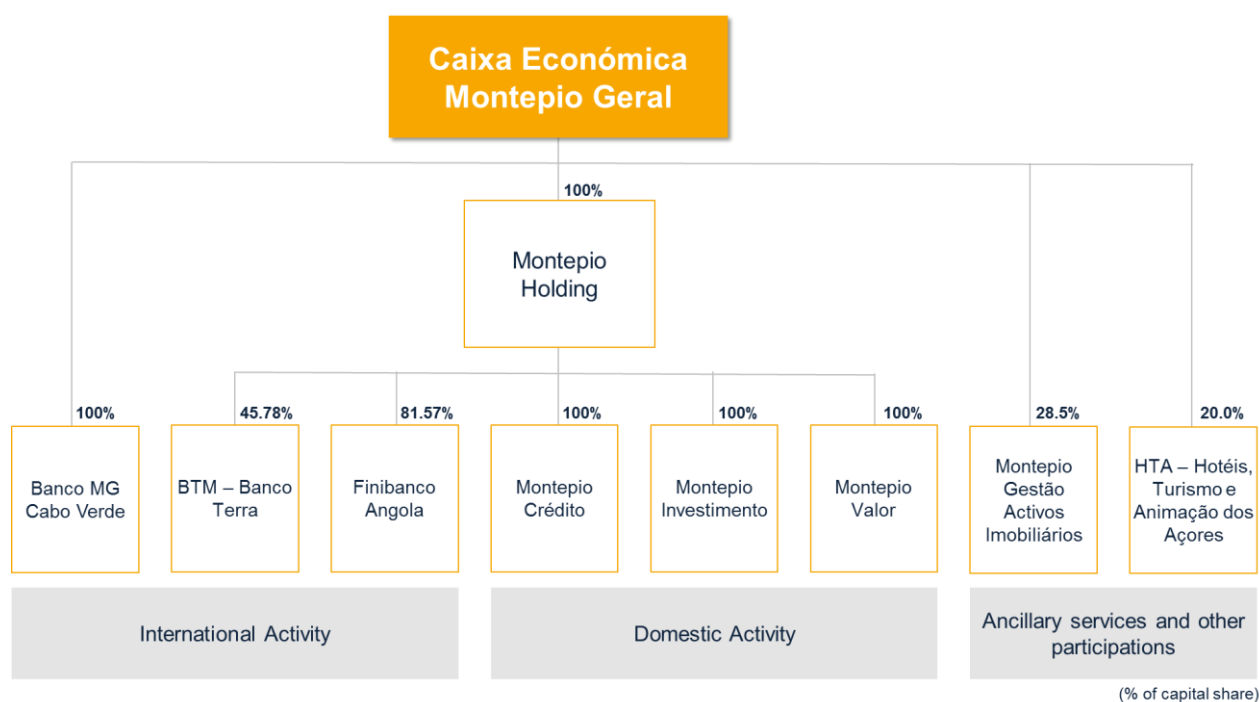 Caixa Económica
Montepio Geral
100%
Montepio
Holding
100%
45.78%
81.57%
100%
100%
100%
28.5%
20.0%
Banco MG
Cabo Verde
BTM – Banco
Terra
Finibanco
Angola
Montepio
Crédito
Montepio
Investimento
Montepio
Valor
Montepio
Gestão
Activos
Imobiliários
HTA – Hotéis,
Turismo e
Animação dos
Açores
International Activity
Domestic Activity
Ancillary services and other
participations
(% of capital share)